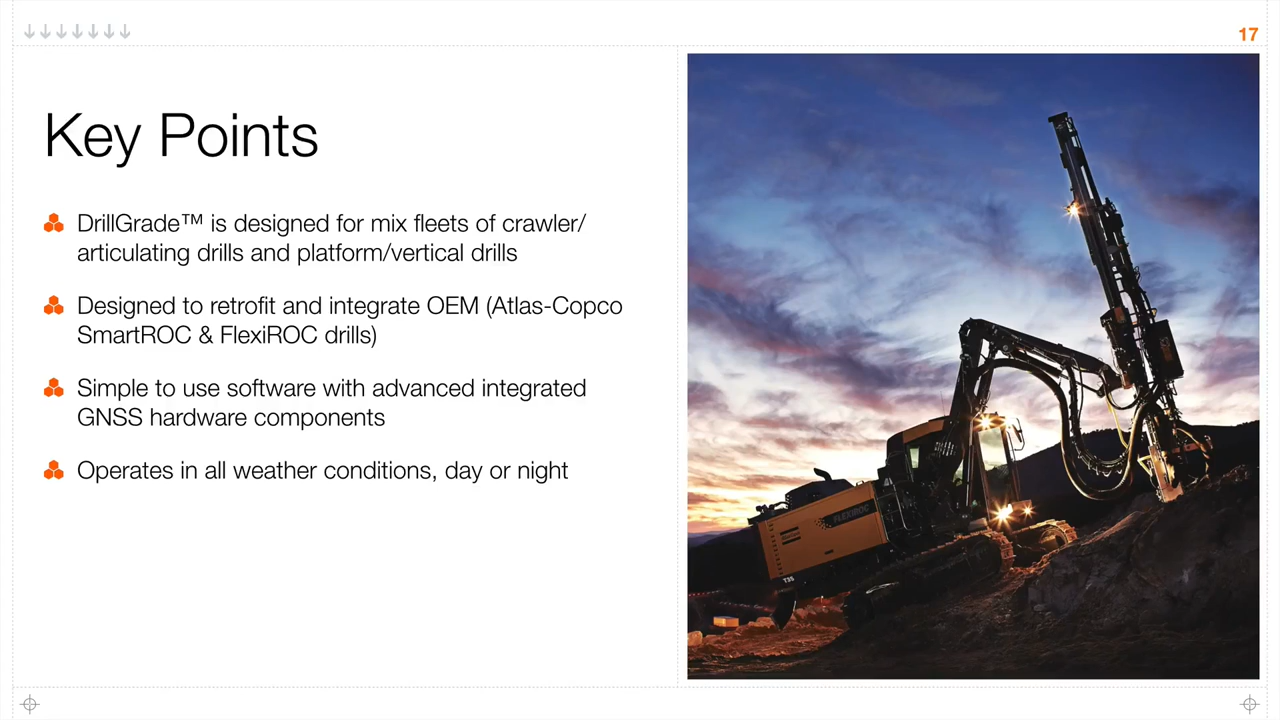 17
Key Points
DrillGrade™ is designed for mix fleets of crawler/
articulating drills and platform/vertical drills
Designed to retrofit and integrate OEM (Atlas-Copco
SmartROC & FlexiROC drills)
Simple to use software with advanced integrated
GNSS hardware components
Operates in all weather conditions, day or night
FLEXIROC
T35